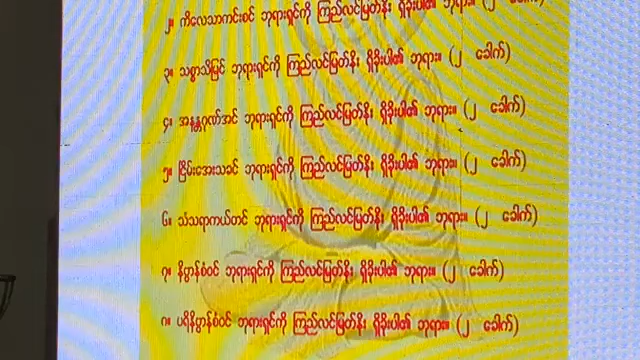 ၂။ ကိလေသာကင်းစင် ဘုရားရှင်ကို ကြည်လင်မြတ်နိုး ရှိခိုးပါ၏ ဘုရား။ (၂
၃။ သစ္စာသိမြင် ဘုရားရှင်ကို ကြည်လင်မြတ်နိုး ရှိခိုးပါ၏ ဘုရား။ (၂ ခေါက်)
၄။ အနန္တဂုဏ်အင် ဘုရားရှင်ကို ကြည်လင်မြတ်နိုး ရှိခိုးပါ၏ ဘုရား။ (၂ ခေါက်)
၅။ ငြိမ်းအေးသခင် ဘုရားရှင်ကို ကြည်လင်မြတ်နိုး ရှိခိုးပါ၏ ဘုရား။ (၂ ခေါက်)
၆။ သံသရာကယ်တင် ဘုရားရှင်ကို ကြည်လင်မြတ်နိုး ရှိခိုးပါ၏ ဘုရား။ (၂ ခေါက်)
၇။ နိဗ္ဗာန်စံဝင် ဘုရားရှင်ကို ကြည်လင်မြတ်နိုး ရှိခိုးပါ၏ ဘုရား။ (၂ ခေါက်)
၈။ ပရိနိဗ္ဗာန်စံဝင် ဘုရားရှင်ကို ကြည်လင်မြတ်နိုး ရှိခိုးပါ၏ ဘုရား။ (၂ ခေါက်)